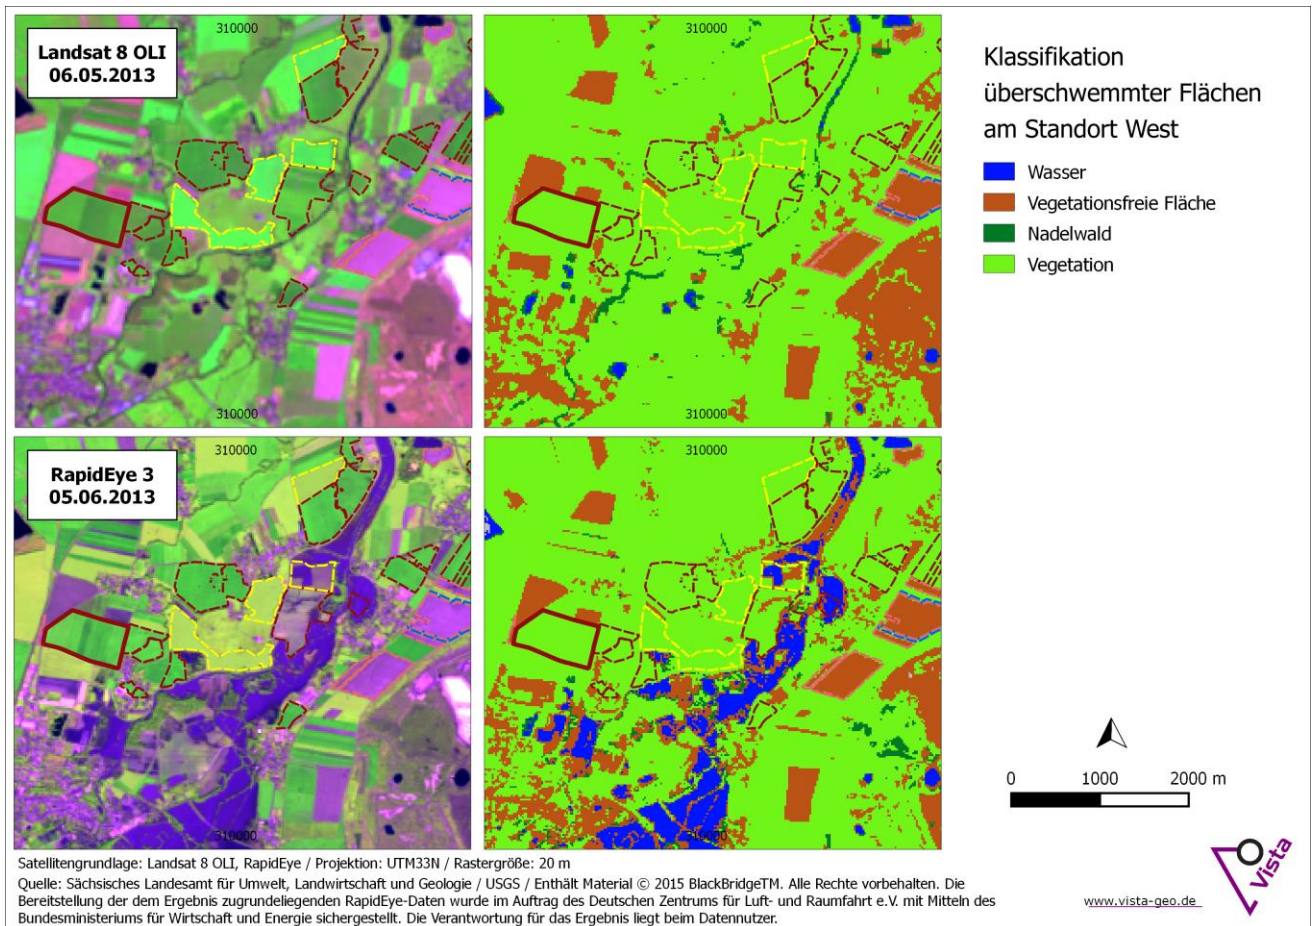 Landsat 8 OLI
06.05.2013
310000
310000
310000
310000
Klassifikation
überschwemmter Flächen
am Standort West
Wasser
Vegetationsfreie Fläche
Nadelwald
Vegetation
RapidEye 3
05.06.2013
310000
310000
310000
310000
0 1000 2000 m
Satellitengrundlage: Landsat 8 OLI, RapidEye / Projektion: UTM33N / Rastergröße: 20 m
Quelle: Sächsisches Landesamt für Umwelt, Landwirtschaft und Geologie / USGS / Enthält Material © 2015 BlackBridgeTM. Alle Rechte vorbehalten. Die
Bereitstellung der dem Ergebnis zugrundeliegenden RapidEye-Daten wurde im Auftrag des Deutschen Zentrums für Luft- und Raumfahrt e.V. mit Mitteln des
Bundesministeriums für Wirtschaft und Energie sichergestellt. Die Verantwortung für das Ergebnis liegt beim Datennutzer.
www.vista-geo.de
Vista